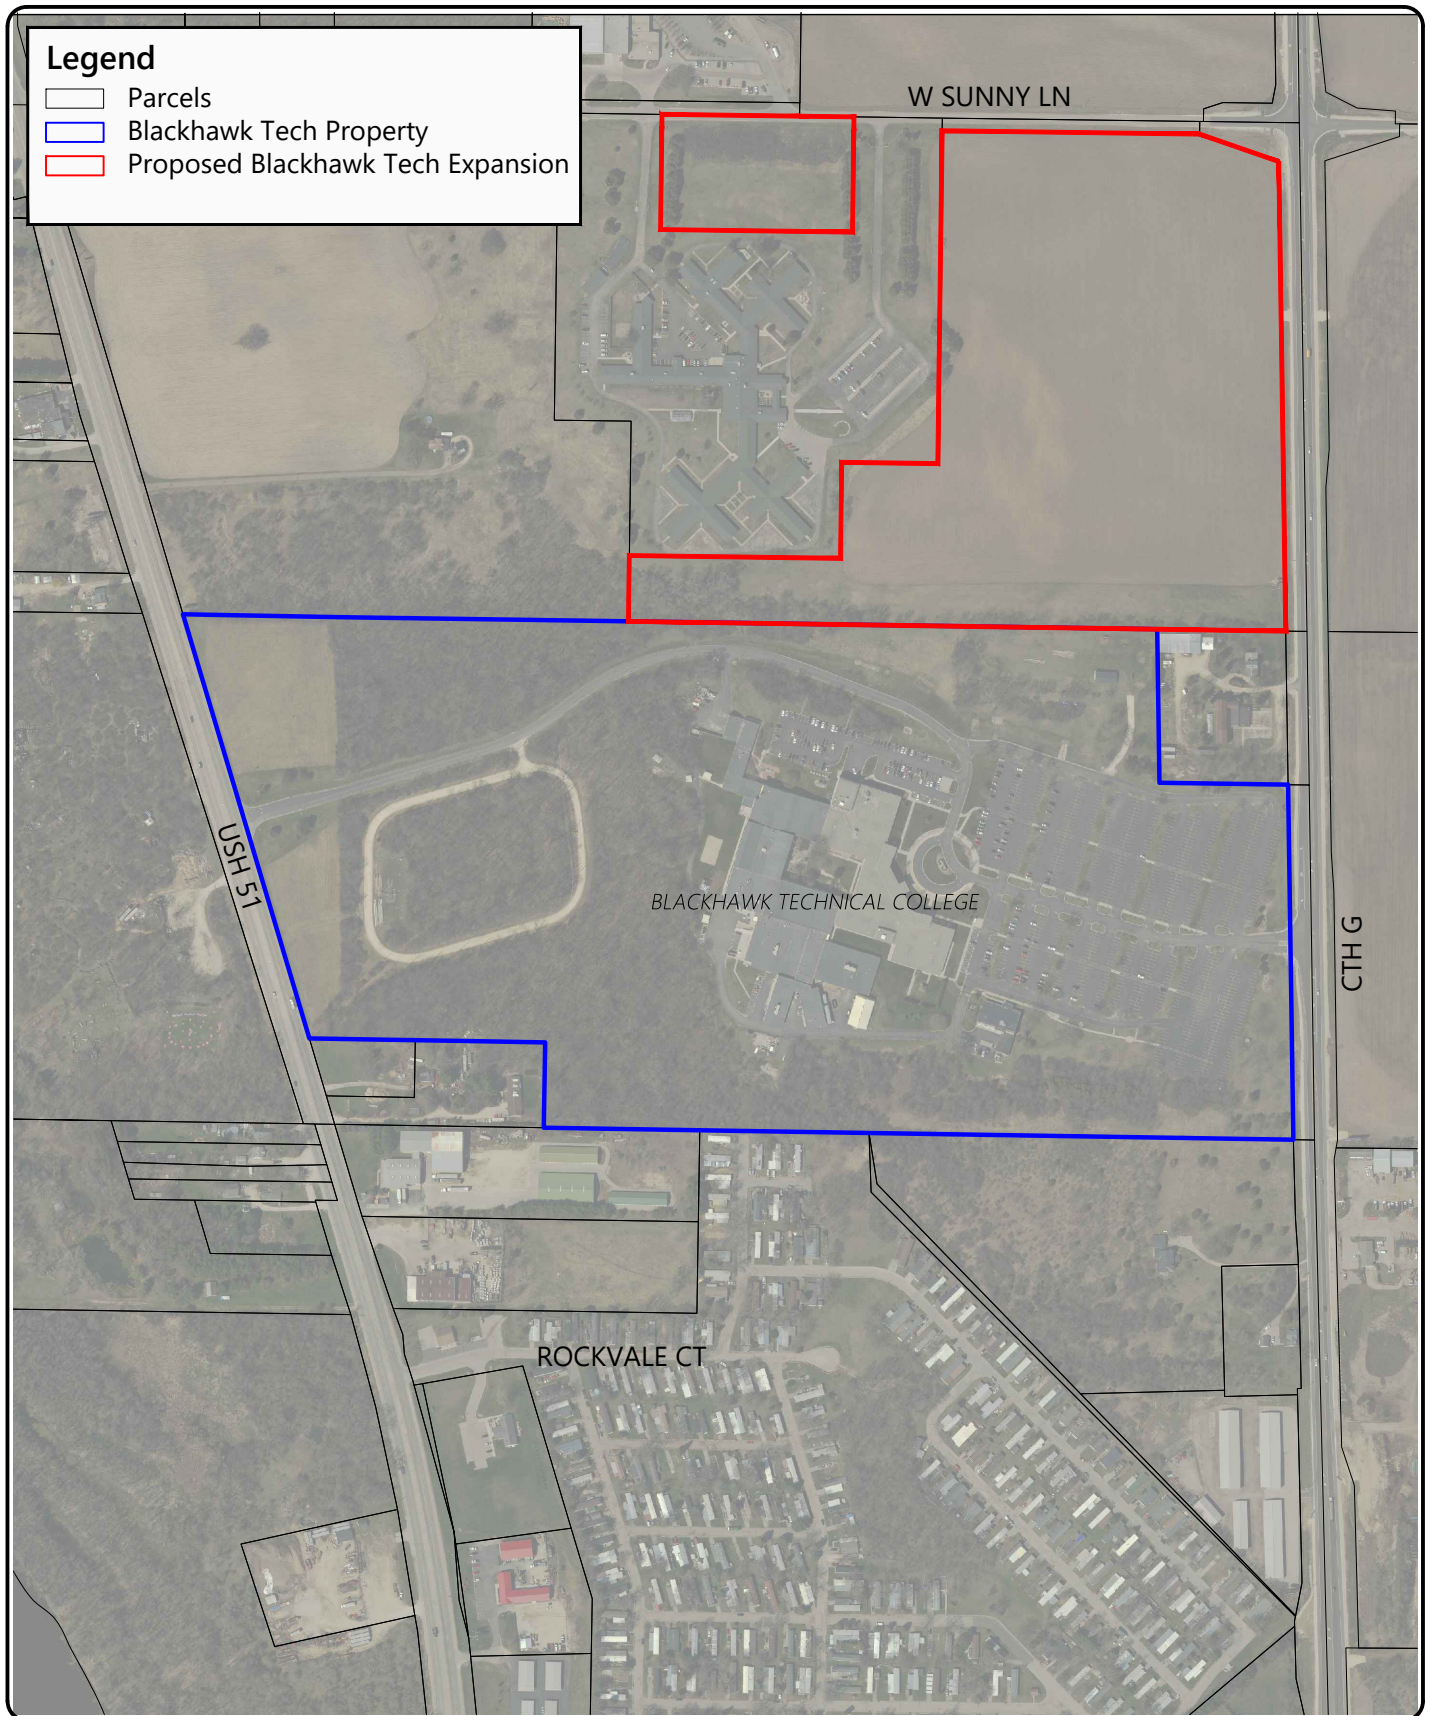 Legend
Parcels
Blackhawk Tech Property
Proposed Blackhawk Tech Expansion
W SUNNY LN
USH 51
BLACKHAWK TECHNICAL COLLEGE
CTH G
ROCKVALE CT